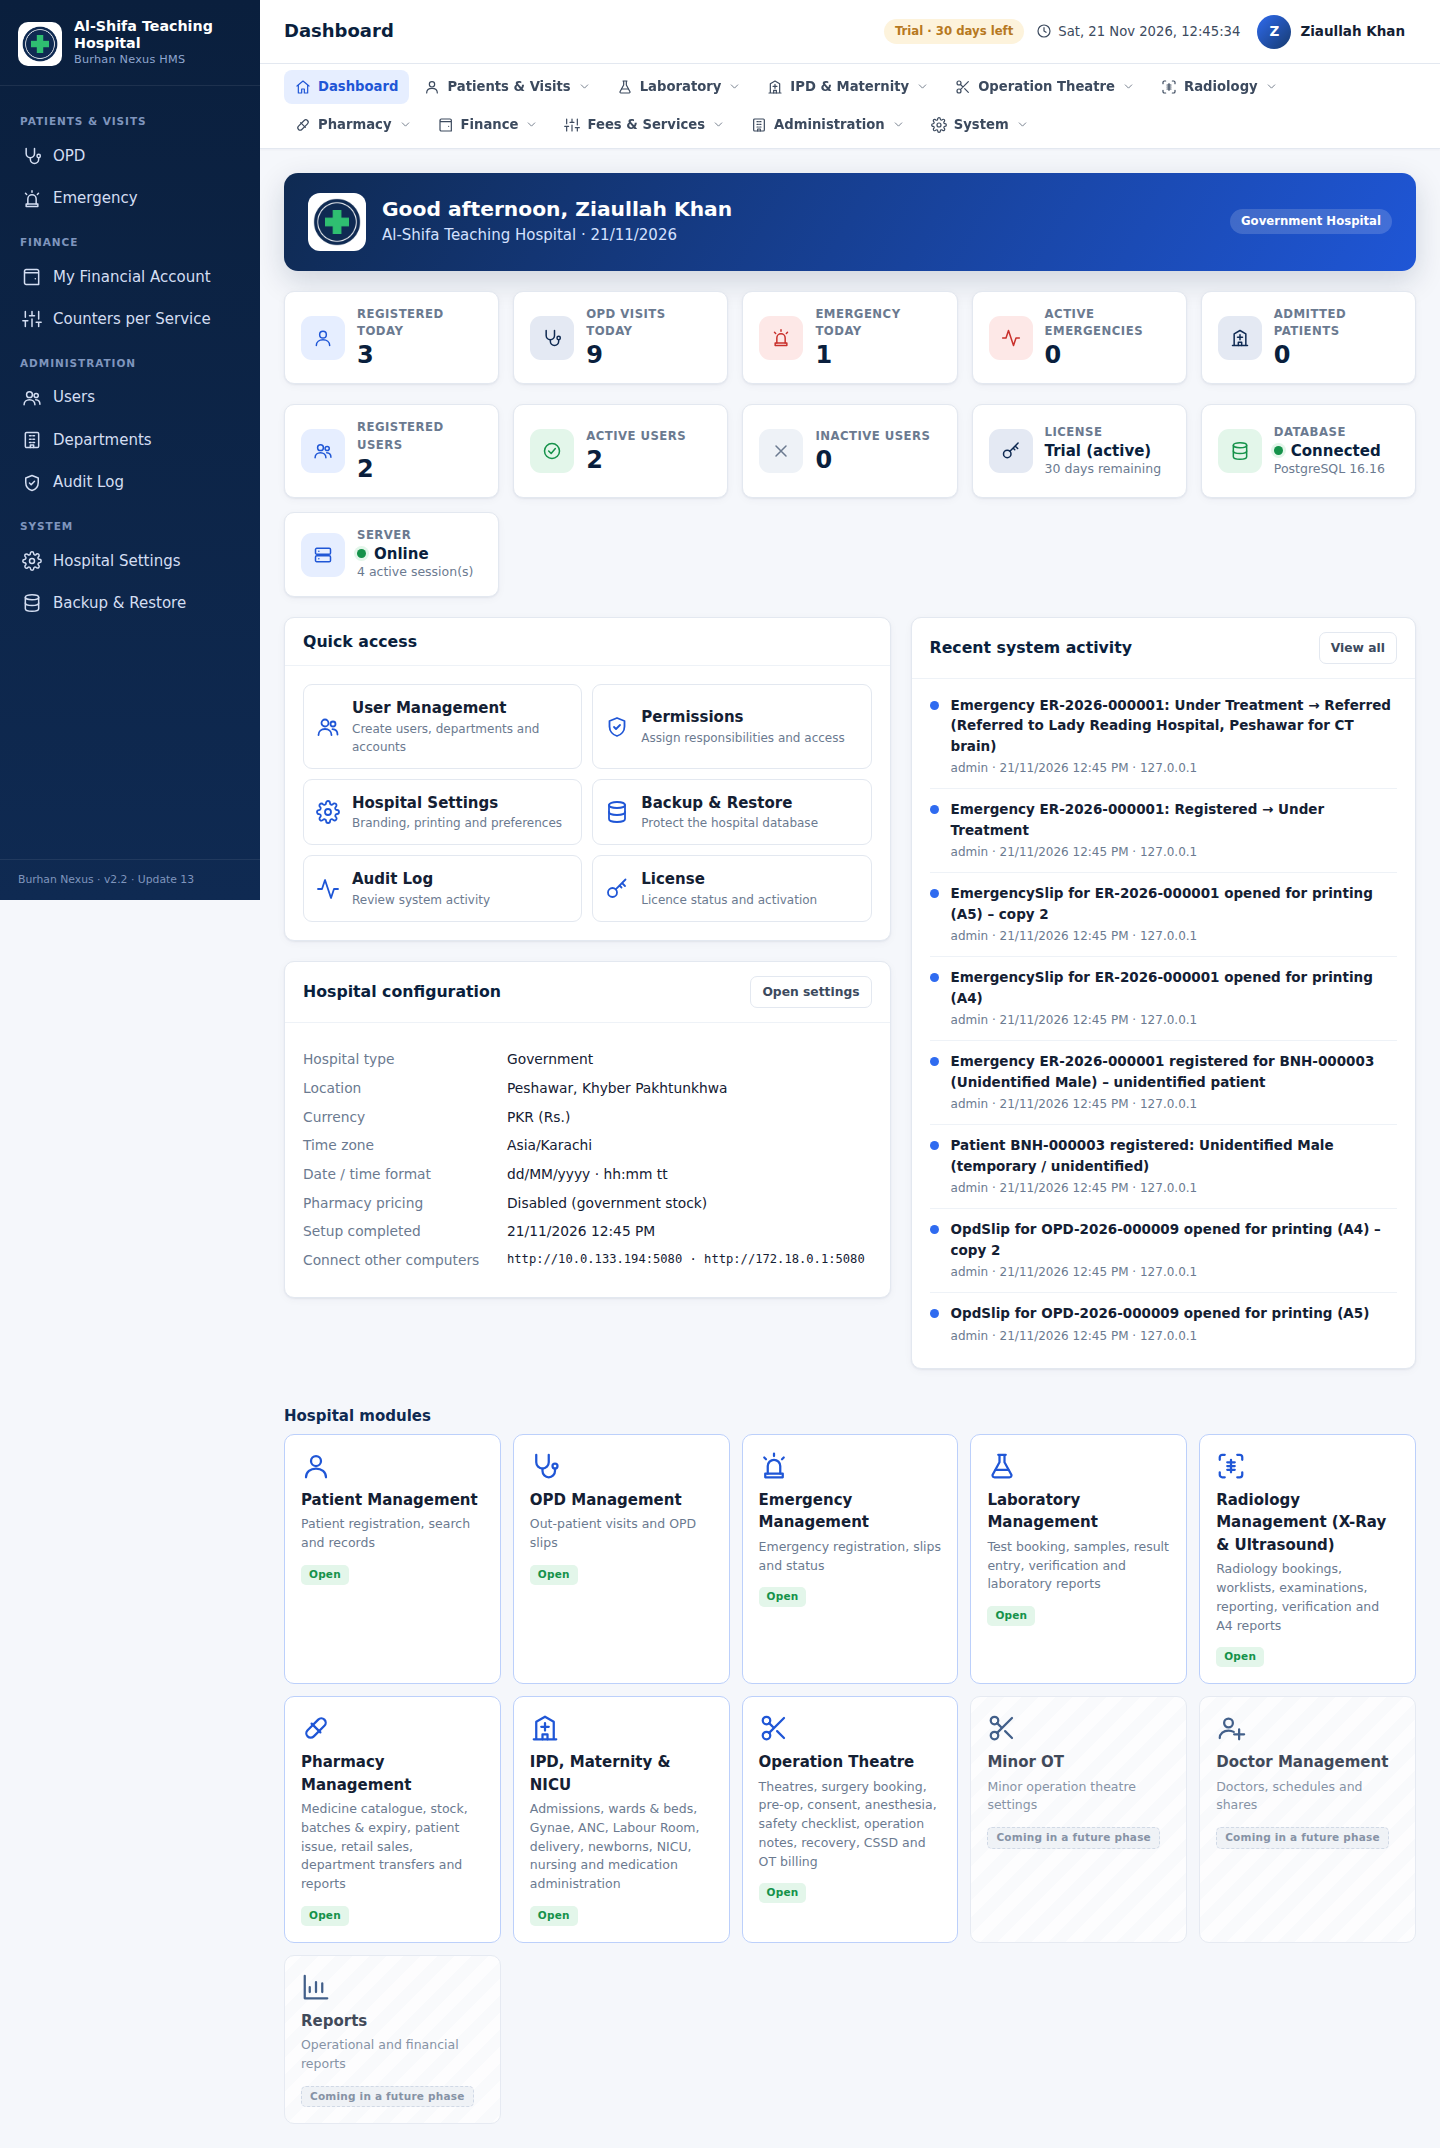 Al-Shifa Teaching
Hospital
Burhan Nexus HMS
PATIENTS & VISITS
OPD
Emergency
FINANCE
My Financial Account
Counters per Service
ADMINISTRATION
Users
Departments
Audit Log
SYSTEM
Hospital Settings
Backup & Restore
Burhan Nexus · v2.2 · Update 13
Dashboard
Trial · 30 days left
Sat, 21 Nov 2026, 12:45:34
Z
Ziaullah Khan
Dashboard
Patients & Visits
Laboratory
IPD & Maternity
Operation Theatre
Radiology
Pharmacy
Finance
Fees & Services
Administration
System
Good afternoon, Ziaullah Khan
Al-Shifa Teaching Hospital · 21/11/2026
Government Hospital
REGISTERED
TODAY
3
OPD VISITS
TODAY
9
EMERGENCY
TODAY
1
ACTIVE
EMERGENCIES
0
ADMITTED
PATIENTS
0
REGISTERED
USERS
2
ACTIVE USERS
2
INACTIVE USERS
0
LICENSE
Trial (active)
30 days remaining
DATABASE
Connected
PostgreSQL 16.16
SERVER
Online
4 active session(s)
Quick access
User Management
Create users, departments and
accounts
Permissions
Assign responsibilities and access
Hospital Settings
Branding, printing and preferences
Backup & Restore
Protect the hospital database
Audit Log
Review system activity
License
Licence status and activation
Hospital configuration
Open settings
Hospital type Government
Location Peshawar, Khyber Pakhtunkhwa
Currency PKR (Rs.)
Time zone Asia/Karachi
Date / time format dd/MM/yyyy · hh:mm tt
Pharmacy pricing Disabled (government stock)
Setup completed 21/11/2026 12:45 PM
Connect other computers http://10.0.133.194:5080 · http://172.18.0.1:5080
Recent system activity
View all
Emergency ER-2026-000001: Under Treatment → Referred
(Referred to Lady Reading Hospital, Peshawar for CT
brain)
admin · 21/11/2026 12:45 PM · 127.0.0.1
Emergency ER-2026-000001: Registered → Under
Treatment
admin · 21/11/2026 12:45 PM · 127.0.0.1
EmergencySlip for ER-2026-000001 opened for printing
(A5) – copy 2
admin · 21/11/2026 12:45 PM · 127.0.0.1
EmergencySlip for ER-2026-000001 opened for printing
(A4)
admin · 21/11/2026 12:45 PM · 127.0.0.1
Emergency ER-2026-000001 registered for BNH-000003
(Unidentified Male) – unidentified patient
admin · 21/11/2026 12:45 PM · 127.0.0.1
Patient BNH-000003 registered: Unidentified Male
(temporary / unidentified)
admin · 21/11/2026 12:45 PM · 127.0.0.1
OpdSlip for OPD-2026-000009 opened for printing (A4) –
copy 2
admin · 21/11/2026 12:45 PM · 127.0.0.1
OpdSlip for OPD-2026-000009 opened for printing (A5)
admin · 21/11/2026 12:45 PM · 127.0.0.1
Hospital modules
Patient Management
Patient registration, search
and records
Open
OPD Management
Out-patient visits and OPD
slips
Open
Emergency
Management
Emergency registration, slips
and status
Open
Laboratory
Management
Test booking, samples, result
entry, verification and
laboratory reports
Open
Radiology
Management (X-Ray
& Ultrasound)
Radiology bookings,
worklists, examinations,
reporting, verification and
A4 reports
Open
Pharmacy
Management
Medicine catalogue, stock,
batches & expiry, patient
issue, retail sales,
department transfers and
reports
Open
IPD, Maternity &
NICU
Admissions, wards & beds,
Gynae, ANC, Labour Room,
delivery, newborns, NICU,
nursing and medication
administration
Open
Operation Theatre
Theatres, surgery booking,
pre-op, consent, anesthesia,
safety checklist, operation
notes, recovery, CSSD and
OT billing
Open
Minor OT
Minor operation theatre
settings
Coming in a future phase
Doctor Management
Doctors, schedules and
shares
Coming in a future phase
Reports
Operational and financial
reports
Coming in a future phase